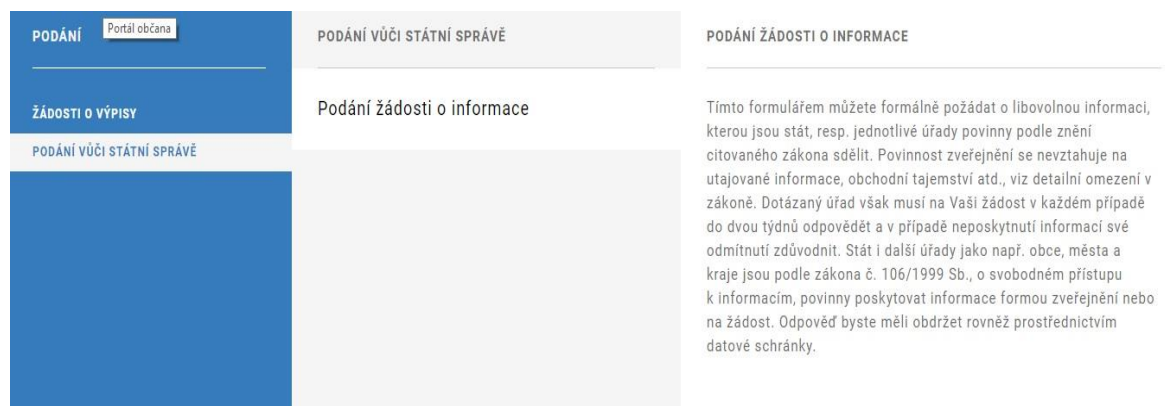 PODÁNÍ
Portál občana
ŽÁDOSTI O VÝPISY
PODÁNÍ VŮČI STÁTNÍ SPRÁVĚ
PODÁNÍ VŮČI STÁTNÍ SPRÁVĚ
Podání žádosti o informace
PODÁNÍ ŽÁDOSTI O INFORMACE
Tímto formulářem můžete formálně požádat o libovolnou informaci,
kterou jsou stát, resp. jednotlivé úřady povinny podle znění
citovaného zákona sdělit. Povinnost zveřejnění se nevztahuje na
utajované informace, obchodní tajemství atd., viz detailní omezení v
zákoně. Dotázaný úřad však musí na Vaši žádost v každém případě
do dvou týdnů odpovědět a v případě neposkytnutí informací své
odmítnutí zdůvodnit. Stát i další úřady jako např. obce, města a
kraje jsou podle zákona č. 106/1999 Sb., o svobodném přístupu
k informacím, povinny poskytovat informace formou zveřejnění nebo
na žádost. Odpověď byste měli obdržet rovněž prostřednictvím
datové schránky.